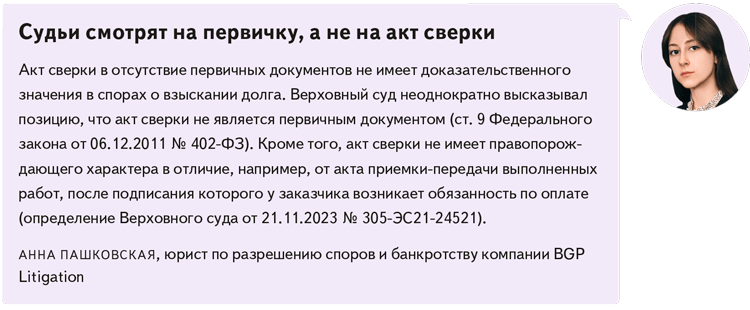 Судьи смотрят на первичку, а не на акт сверки
Акт сверки в отсутствие первичных документов не имеет доказательственного
значения в спорах о взыскании долга. Верховный суд неоднократно высказывал
позицию, что акт сверки не является первичным документом (ст. 9 Федерального
закона от 06.12.2011 № 402-ФЗ). Кроме того, акт сверки не имеет правопорож-
дающего характера в отличие, например, от акта приемки-передачи выполненных
работ, после подписания которого у заказчика возникает обязанность по оплате
(определение Верховного суда от 21.11.2023 № 305-ЭС21-24521).
АННА ПАШКОВСКАЯ, юрист по разрешению споров и банкротству компании BGP
Litigation